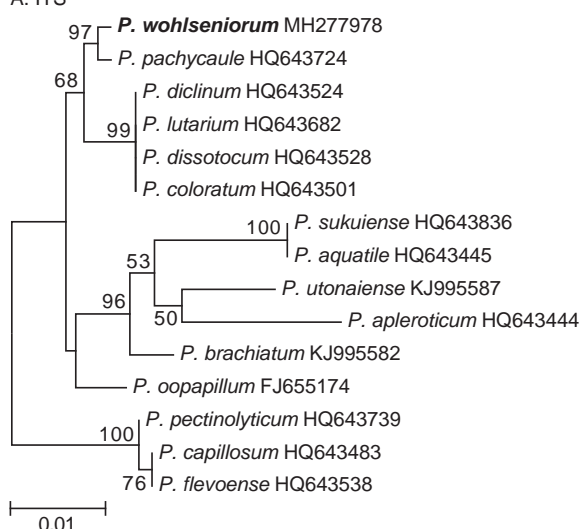 A. ITS
97
P. wohlseniorum MH277978
P. pachycaule HQ643724
68
P. diclinum HQ643524
P. lutarium HQ643682
99
P. dissotocum HQ643528
P. coloratum HQ643501
P. sukuiense HQ643836
100
P. aquatile HQ643445
53
P. utonaiense KJ995587
96
50
P. apleroticum HQ643444
P. brachiatum KJ995582
P. oopapillum FJ655174
P. pectinolyticum HQ643739
100
P. capillosum HQ643483
76
P. flevoense HQ643538
0.01